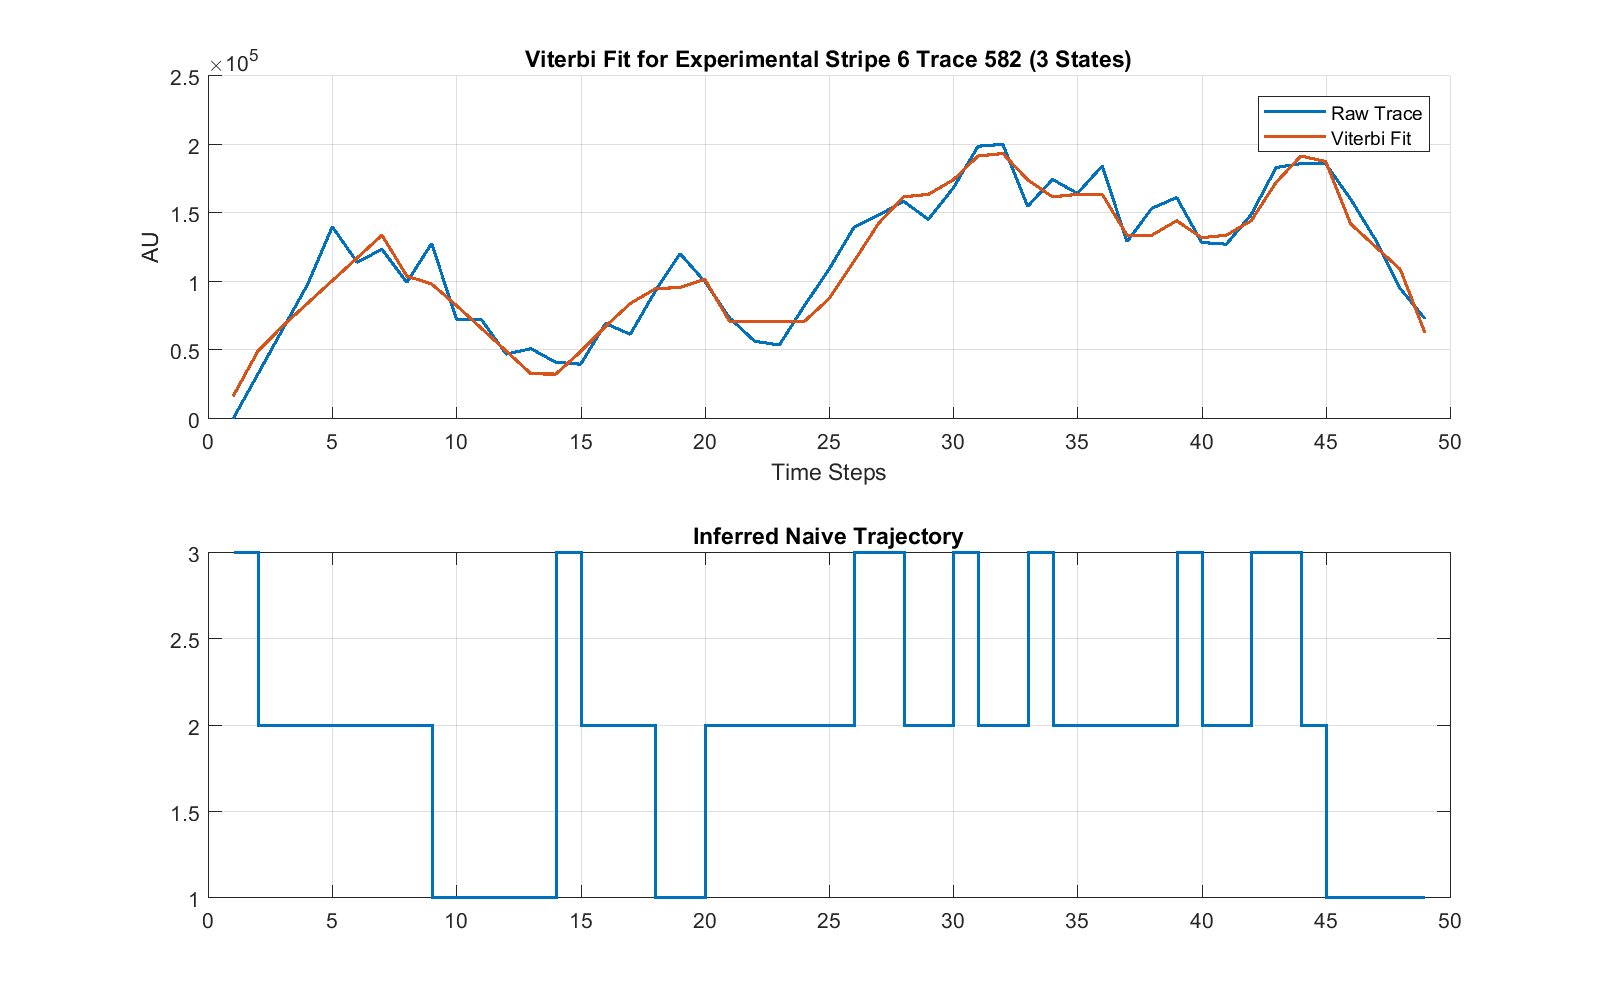 Viterbi Fit for Experimental Stripe 6 Trace 582 (3 States)
×10^5
2.5
2
1.5
1
0.5
0
AU
Raw Trace
Viterbi Fit
0 5 10 15 20 25 30 35 40 45 50
Time Steps
Inferred Naive Trajectory
3
2.5
2
1.5
1
0 5 10 15 20 25 30 35 40 45 50